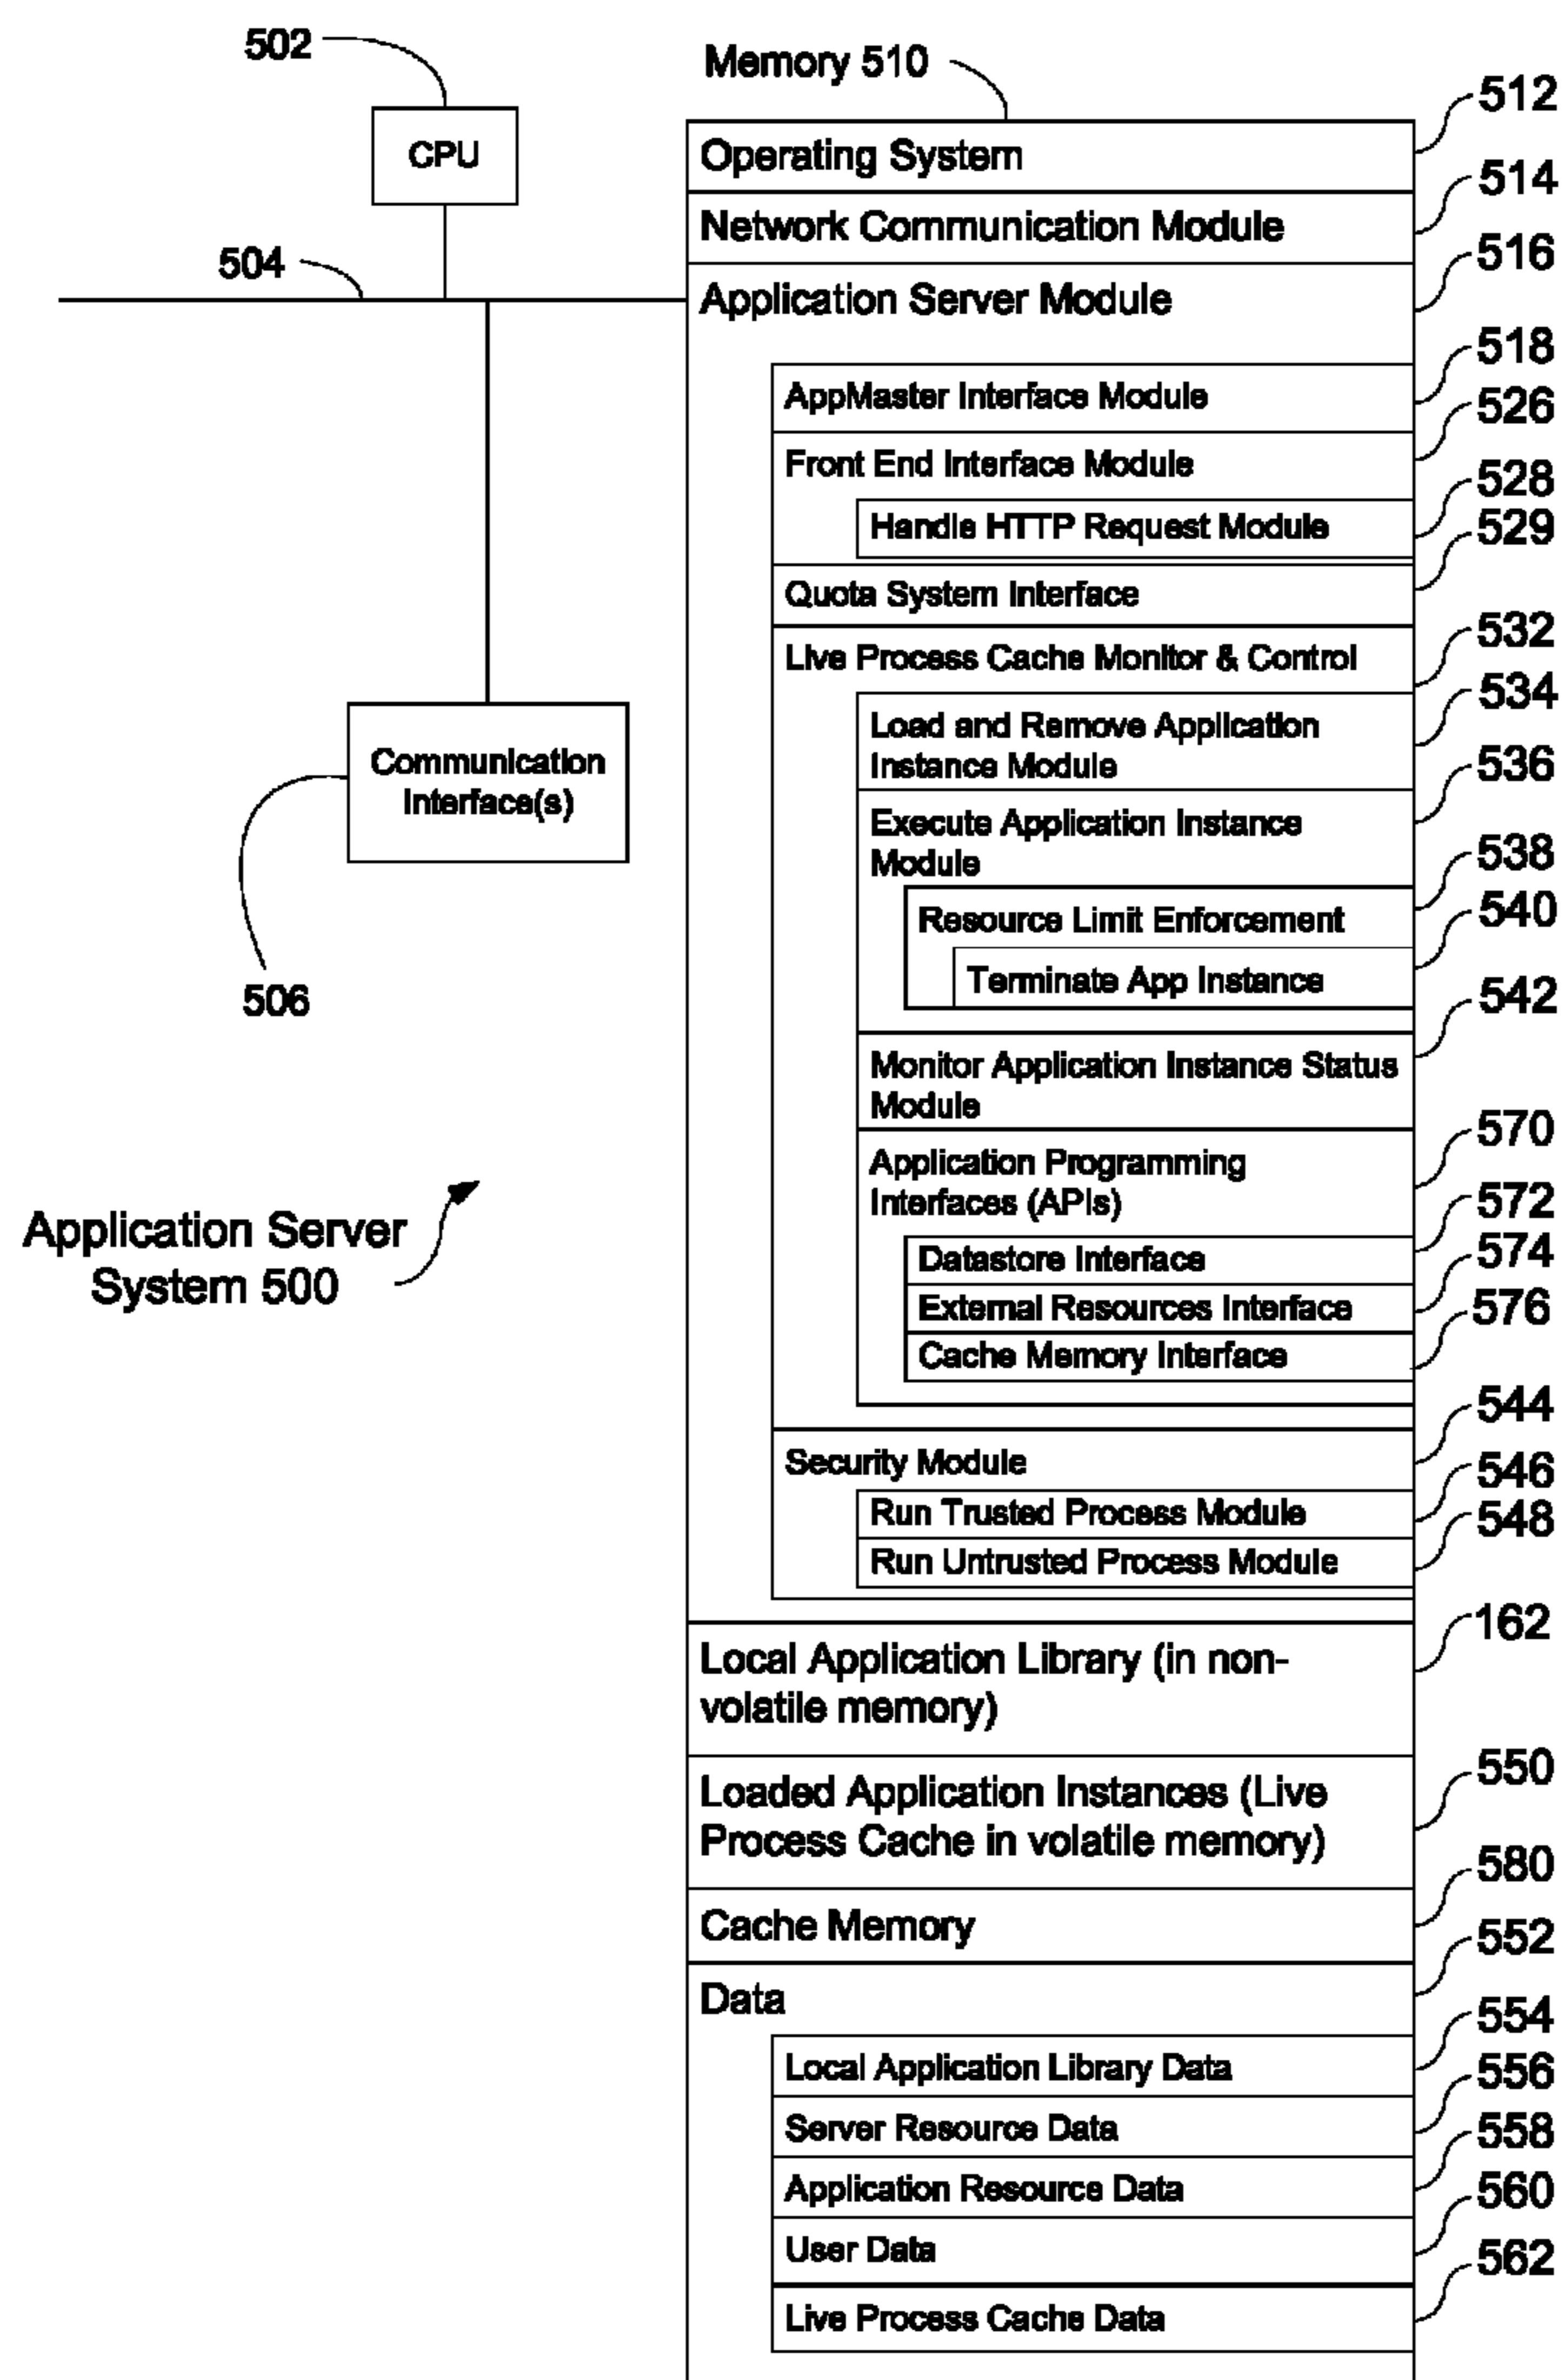 502
CPU
504
Communication
Interface(s)
506
Application Server
System 500
Memory 510
Operating System
512
Network Communication Module
514
Application Server Module
516
AppMaster Interface Module
518
Front End Interface Module
526
Handle HTTP Request Module
528
Quota System Interface
529
Live Process Cache Monitor & Control
532
Load and Remove Application
Instance Module
534
Execute Application Instance
Module
536
Resource Limit Enforcement
538
Terminate App Instance
540
Monitor Application Instance Status
Module
542
Application Programming
Interfaces (APIs)
570
Datastore Interface
572
External Resources Interface
574
Cache Memory Interface
576
Security Module
544
Run Trusted Process Module
546
Run Untrusted Process Module
548
Local Application Library (in non-
volatile memory)
162
Loaded Application Instances (Live
Process Cache in volatile memory)
550
Cache Memory
580
Data
552
Local Application Library Data
554
Server Resource Data
556
Application Resource Data
558
User Data
560
Live Process Cache Data
562